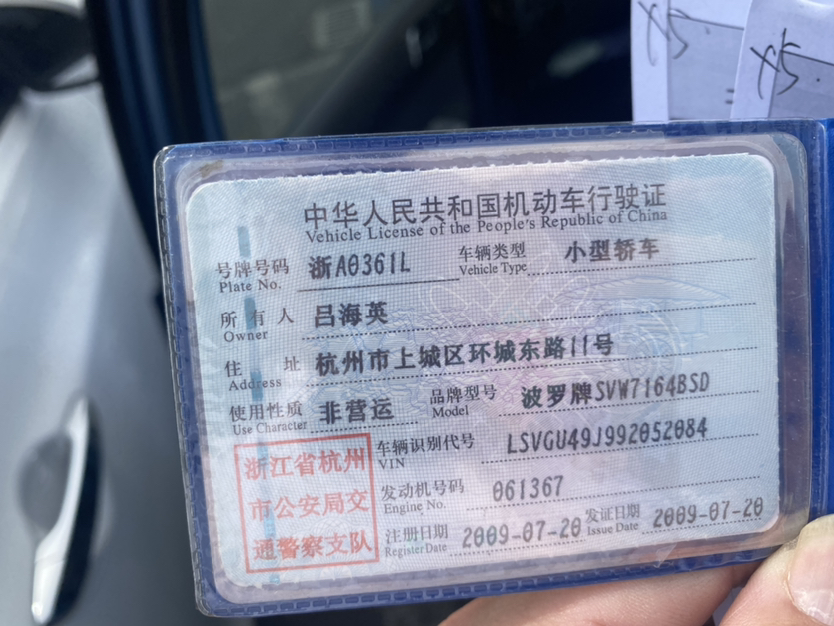 X5.
X5.
中华人民共和国机动车行驶证
Vehicle License of the People's Republic of China
号牌号码 浙A0361L 车辆类型 小型轿车
Plate No. Vehicle Type
所有人 吕海英
Owner
住址 杭州市上城区环城东路11号
Address
使用性质 非营运 品牌型号 波罗牌SVW7164BSD
Use Character Model
浙江省杭州
市公安局交
通警察支队
车辆识别代号 LSVGU49J992052084
VIN
发动机号码 061367
Engine No.
注册日期 2009-07-20 发证日期 2009-07-20
Register Date Issue Date